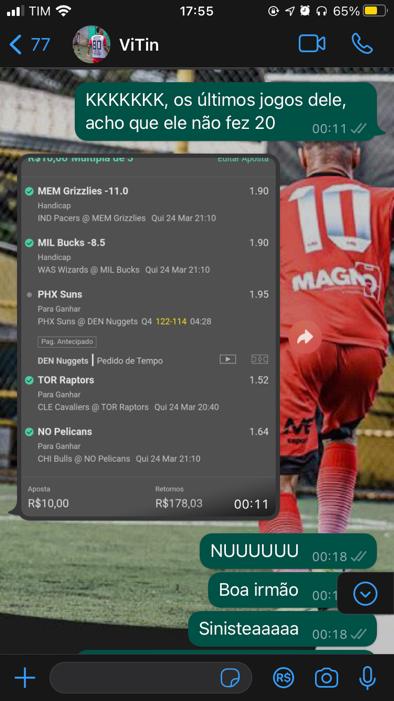 TIM 17:55 65%
77 ViTin
KKKKKKK, os últimos jogos dele,
acho que ele não fez 20 00:11
R$10,00 Múltipla de 5 Editar Aposta
MEM Grizzlies -11.0 1.90
Handicap
IND Pacers @ MEM Grizzlies Qui 24 Mar 21:10
MIL Bucks -8.5 1.90
Handicap
WAS Wizards @ MIL Bucks Qui 24 Mar 21:10
PHX Suns 1.95
Para Ganhar
PHX Suns @ DEN Nuggets Q4 122-114 04:28
Pag. Antecipado
DEN Nuggets | Pedido de Tempo
TOR Raptors 1.52
Para Ganhar
CLE Cavaliers @ TOR Raptors Qui 24 Mar 20:40
NO Pelicans 1.64
Para Ganhar
CHI Bulls @ NO Pelicans Qui 24 Mar 21:10
Aposta Retornos
R$10,00 R$178,03 00:11
10
MAGNO
NUUUUUU 00:18
Boa irmão
Sinisteaaaaa 00:18
R$